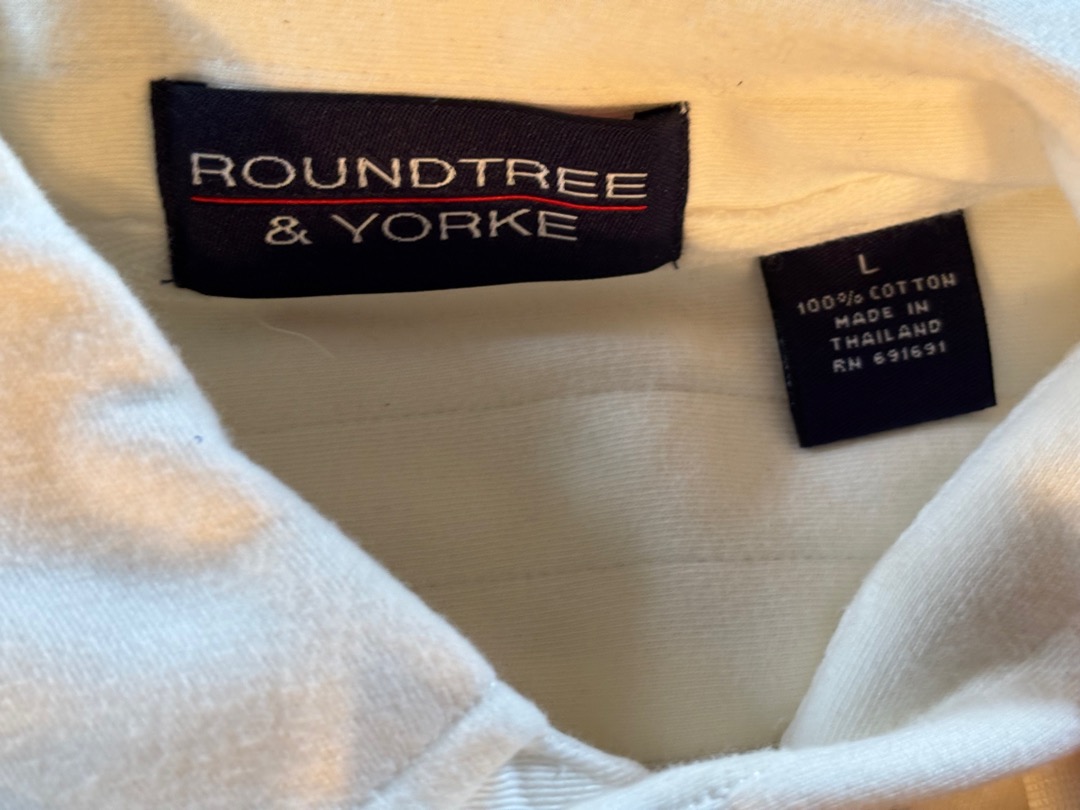 ROUNDTREE
& YORKE
L
100% COTTON
MADE IN
THAILAND
RN 691691